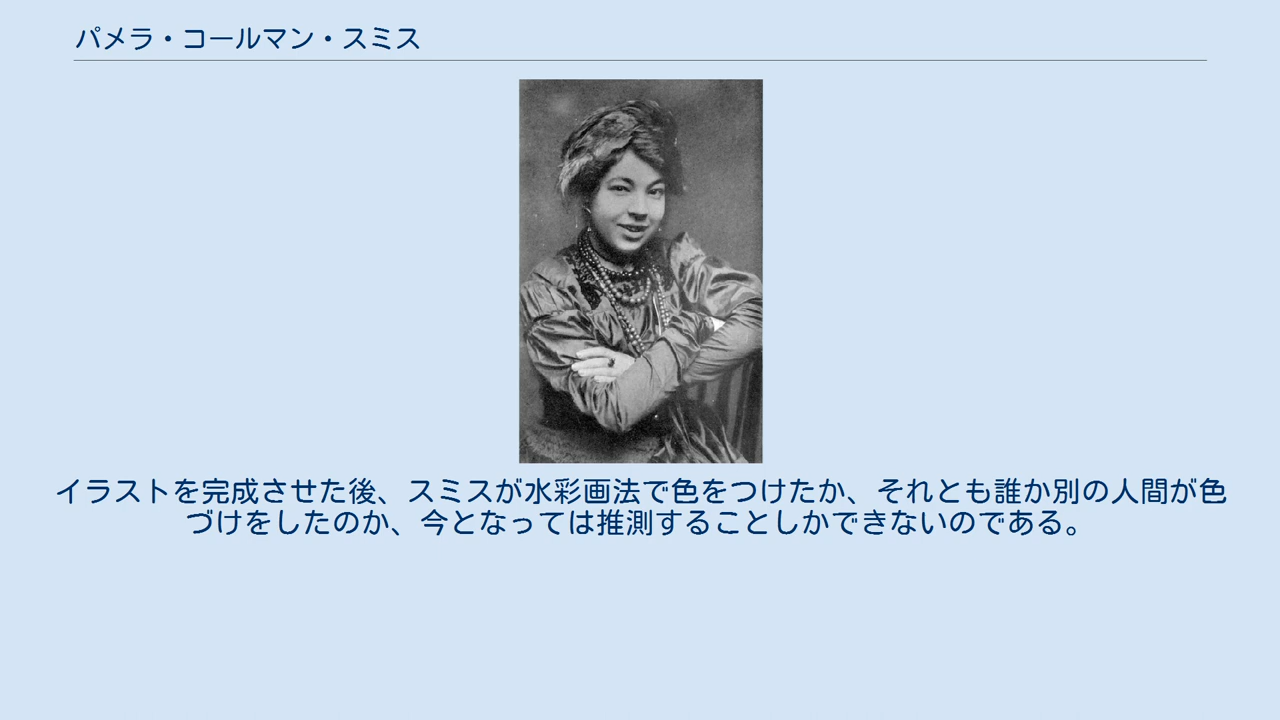 パメラ・コールマン・スミス
イラストを完成させた後、スミスが水彩画法で色をつけたか、それとも誰か別の人間が色
づけをしたのか、今となっては推測することしかできないのである。